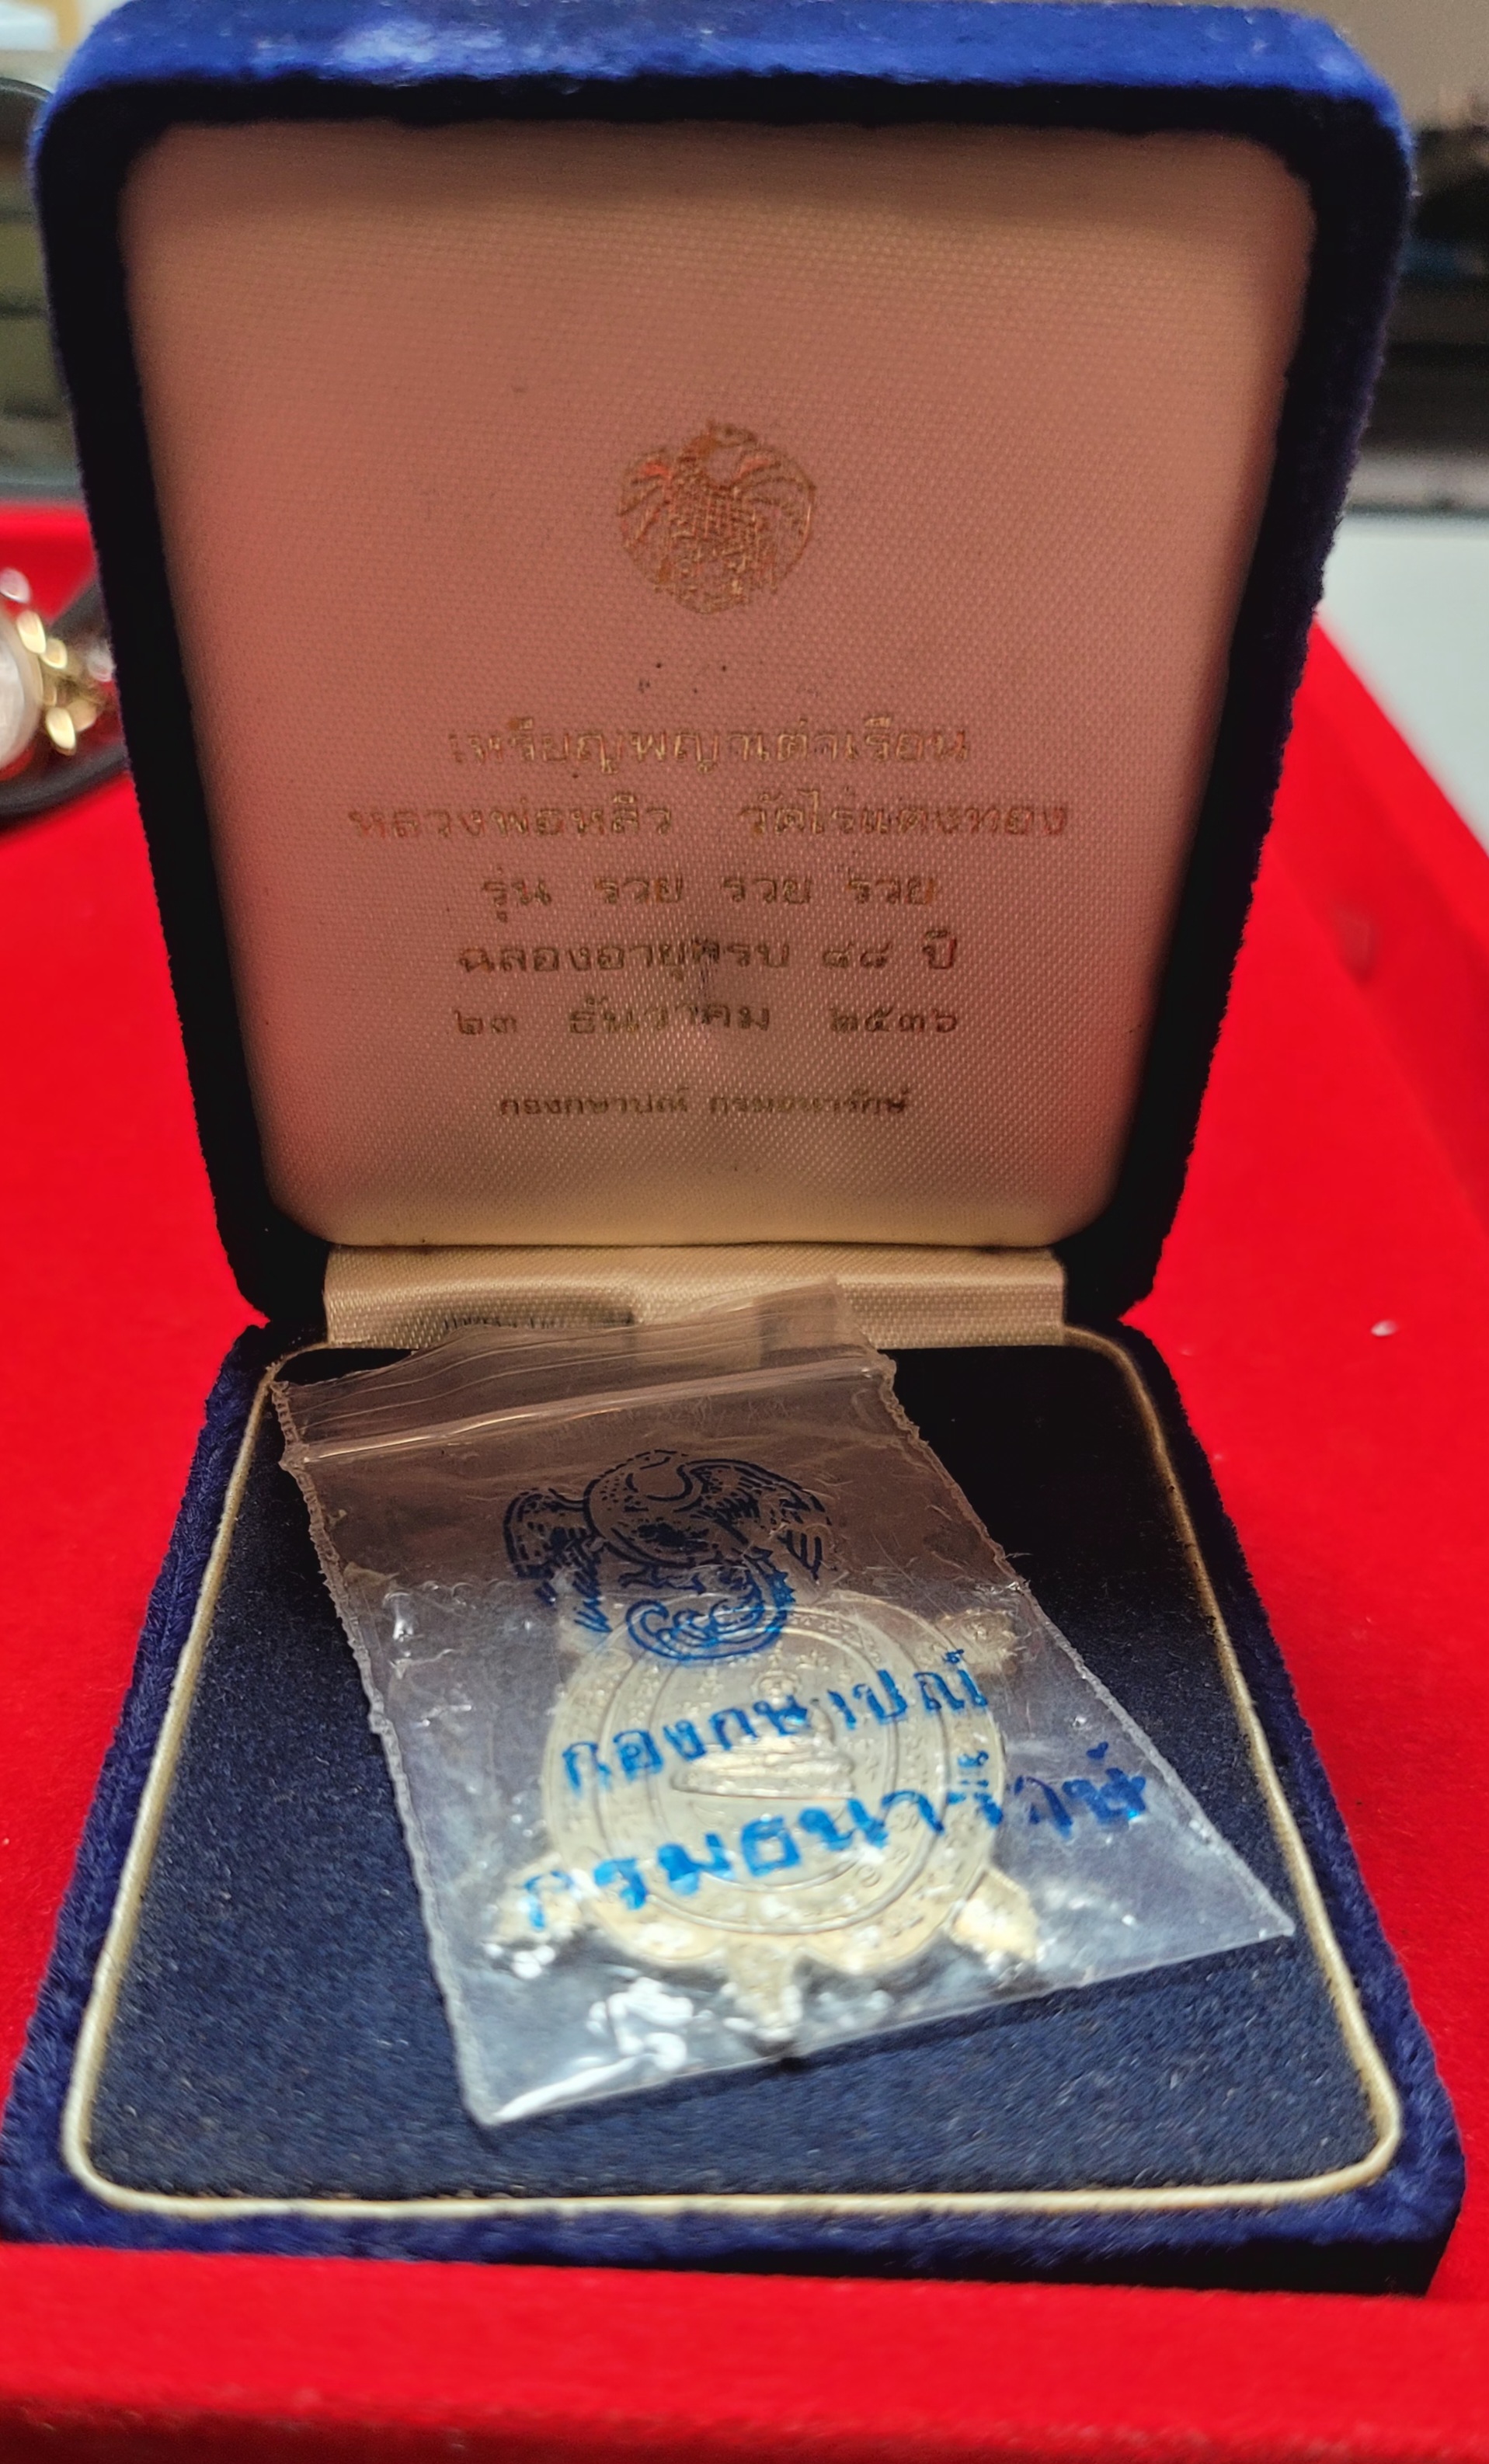 เหรียญพญาเต่าเรือน
หลวงพ่อหลิว วัดไร่แตงทอง
รุ่น รวย รวย รวย
ฉลองอายุครบ ๘๘ ปี
๒๓ ธันวาคม ๒๕๓๖
กองกษาปณ์ กรมธนารักษ์
กองกษาปณ์
กรมธนารักษ์